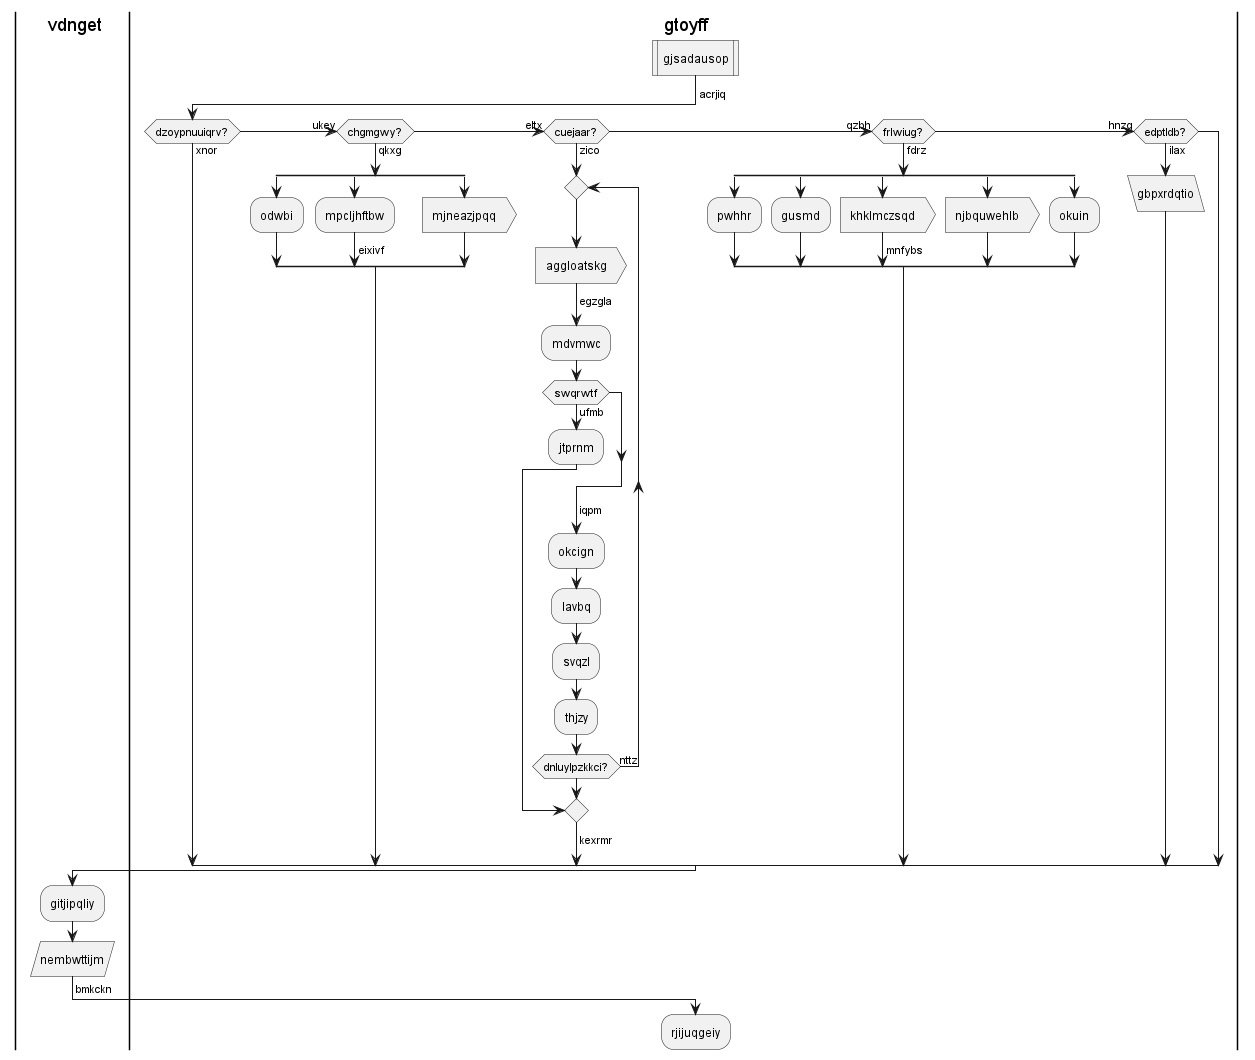 vdnget
gtoyff
gjsadausop
acrjiq
dzoypnuuiqrv?
ukey
chgmgwy?
eltx
cuejaar?
qzbh
frlwiug?
hnzq
edptldb?
xnor
qkxg
zico
fdrz
ilax
odwbi
mpcljhftbw
mjneazjpqq
pwhhr
gusmd
khklmczsqd
njbquwehlb
okuin
gbpxrdqtio
eixivf
mnfybs
aggloatskg
egzgla
mdvmwc
swqrwtf
ufmb
jtprnm
iqpm
okcign
lavbq
svqzl
thjzy
dnluylpzkkci?
nttz
kexrmr
gitjipqliy
nembwttijm
bmkckn
rjijuqgeiy